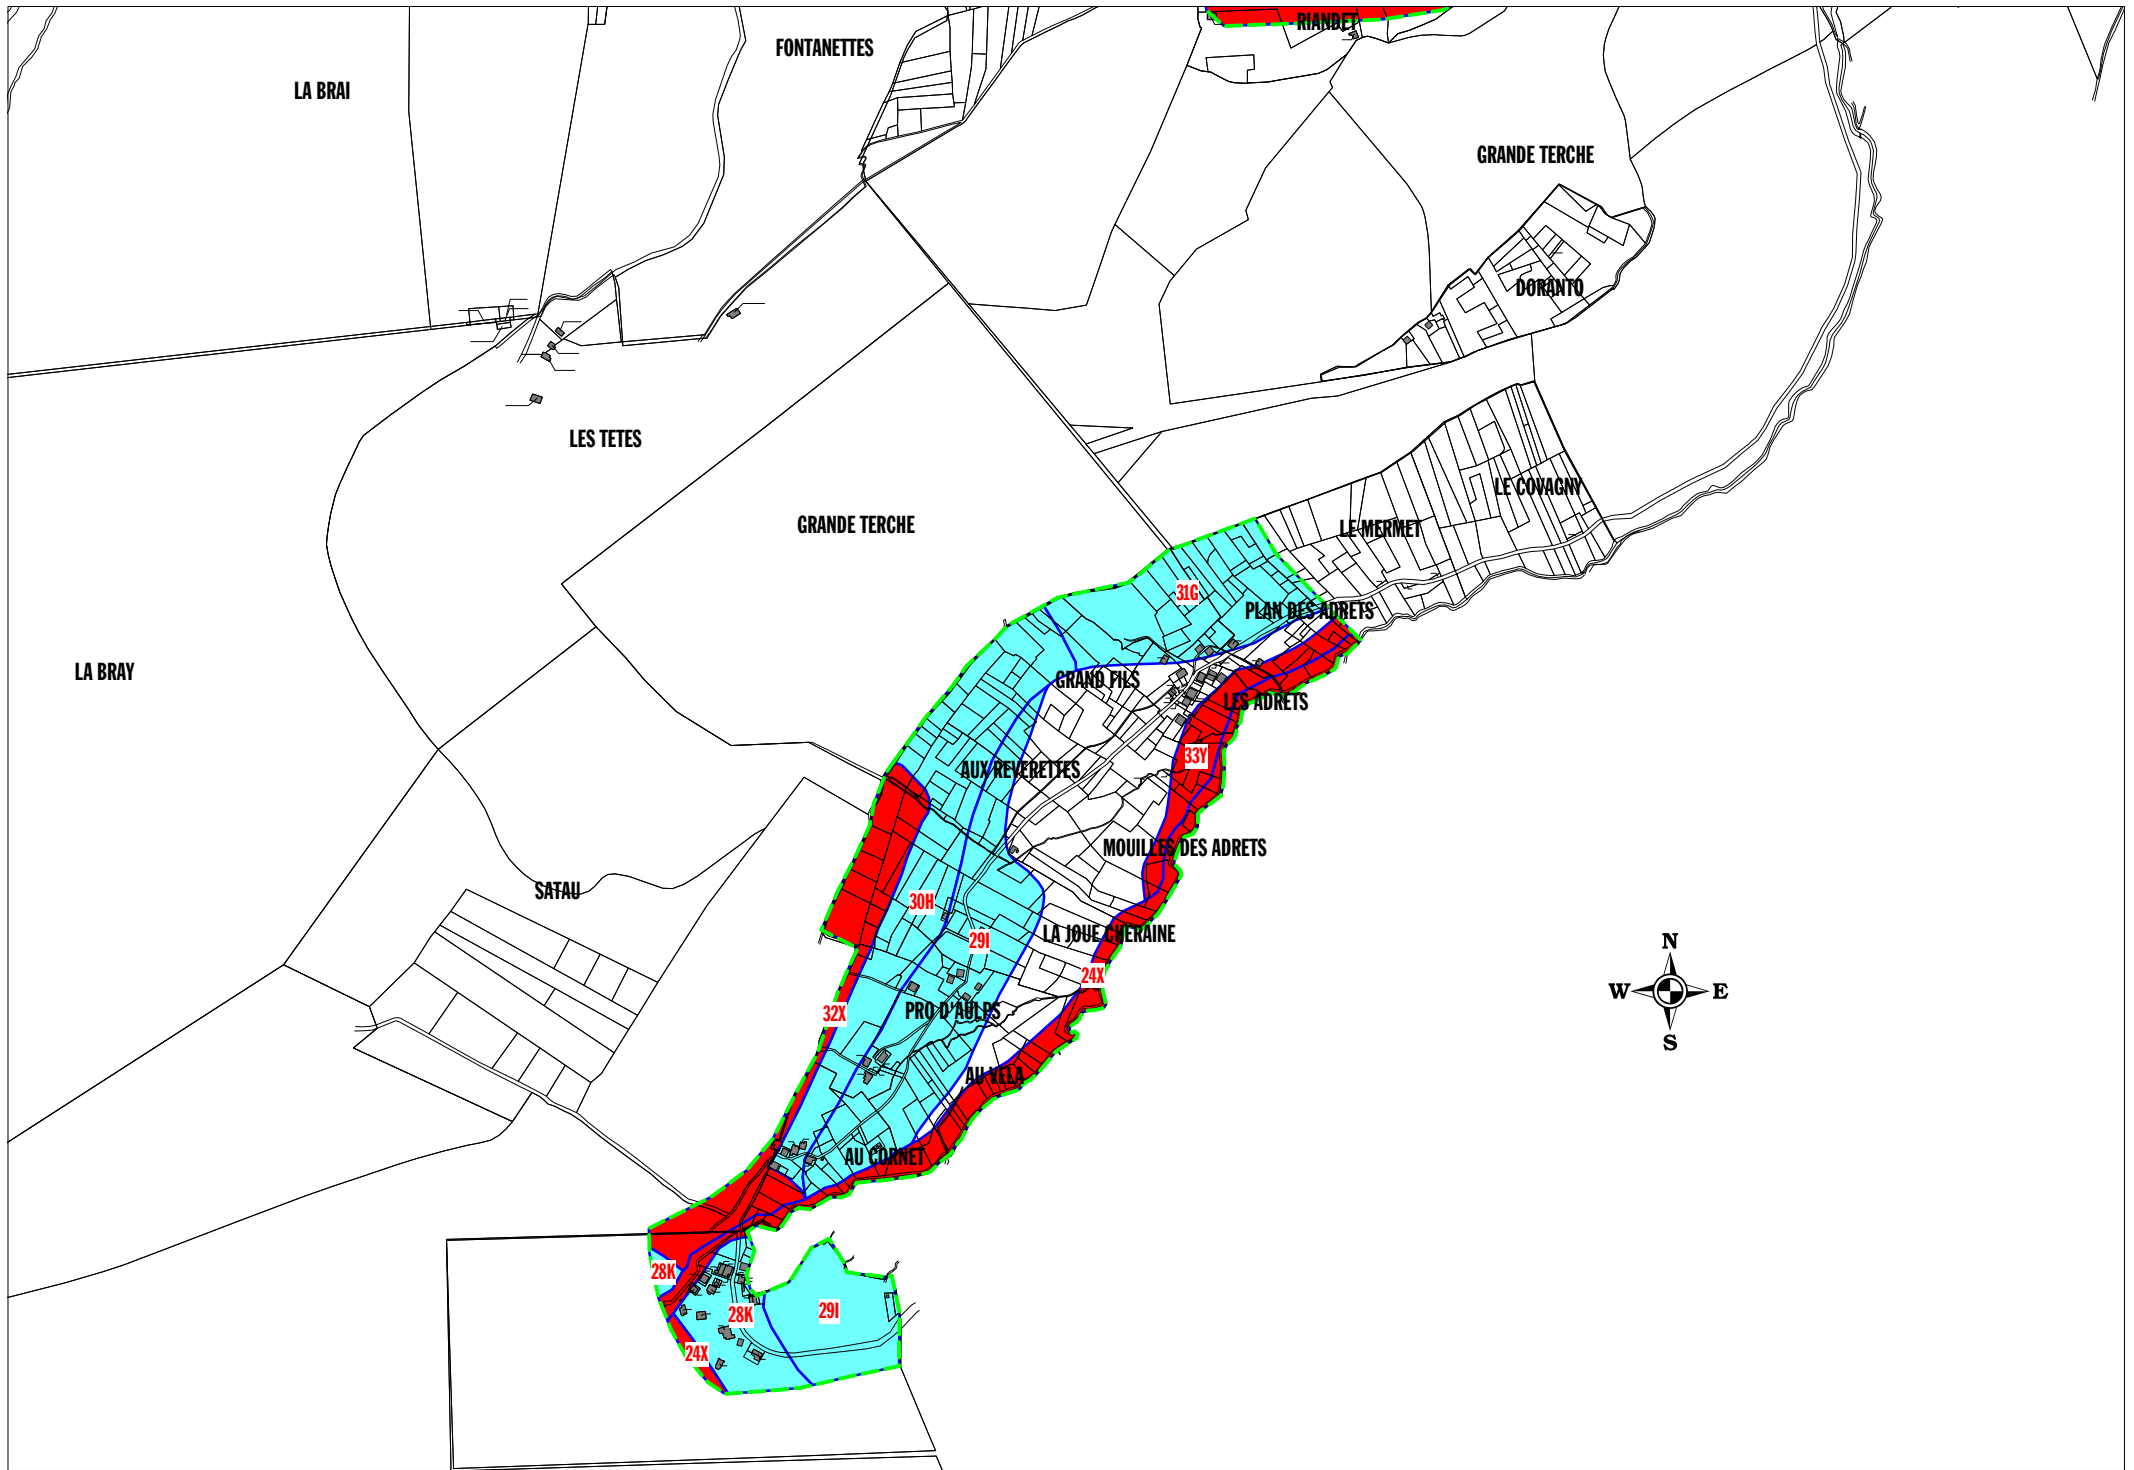 RIANDET
FONTANETTES
LA BRAI
GRANDE TERCHE
DORANTO
LES TETES
LE COVAGNY
GRANDE TERCHE
LE MERMET
31G
PLAN DES ADRETS
LA BRAY
GRAND FILS
LES ADRETS
33Y
AUX REVERETTES
MOUILLES DES ADRETS
SATAU
30H
29I
LA JOUE CHERAINE
N
24X
W E
PRO D'AULPS
32X
S
AU VELA
AU CORNET
28K
28K
29I
24X